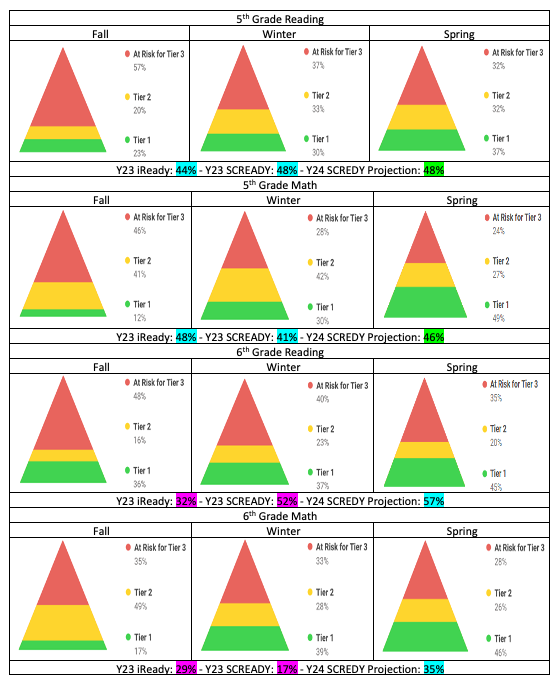 5th Grade Reading
Fall Winter Spring
At Risk for Tier 3 At Risk for Tier 3 At Risk for Tier 3
57% 37% 32%
Tier 2 Tier 2 Tier 2
20% 33% 32%
Tier 1 Tier 1 Tier 1
23% 30% 37%
Y23 iReady: 44% - Y23 SCREADY: 48% - Y24 SCREDY Projection: 48%
5th Grade Math
Fall Winter Spring
At Risk for Tier 3 At Risk for Tier 3 At Risk for Tier 3
46% 28% 24%
Tier 2 Tier 2 Tier 2
41% 42% 27%
Tier 1 Tier 1 Tier 1
12% 30% 49%
Y23 iReady: 48% - Y23 SCREADY: 41% - Y24 SCREDY Projection: 46%
6th Grade Reading
Fall Winter Spring
At Risk for Tier 3 At Risk for Tier 3 At Risk for Tier 3
48% 40% 35%
Tier 2 Tier 2 Tier 2
16% 23% 20%
Tier 1 Tier 1 Tier 1
36% 37% 45%
Y23 iReady: 32% - Y23 SCREADY: 52% - Y24 SCREDY Projection: 57%
6th Grade Math
Fall Winter Spring
At Risk for Tier 3 At Risk for Tier 3 At Risk for Tier 3
35% 33% 28%
Tier 2 Tier 2 Tier 2
49% 28% 26%
Tier 1 Tier 1 Tier 1
17% 39% 46%
Y23 iReady: 29% - Y23 SCREADY: 17% - Y24 SCREDY Projection: 35%